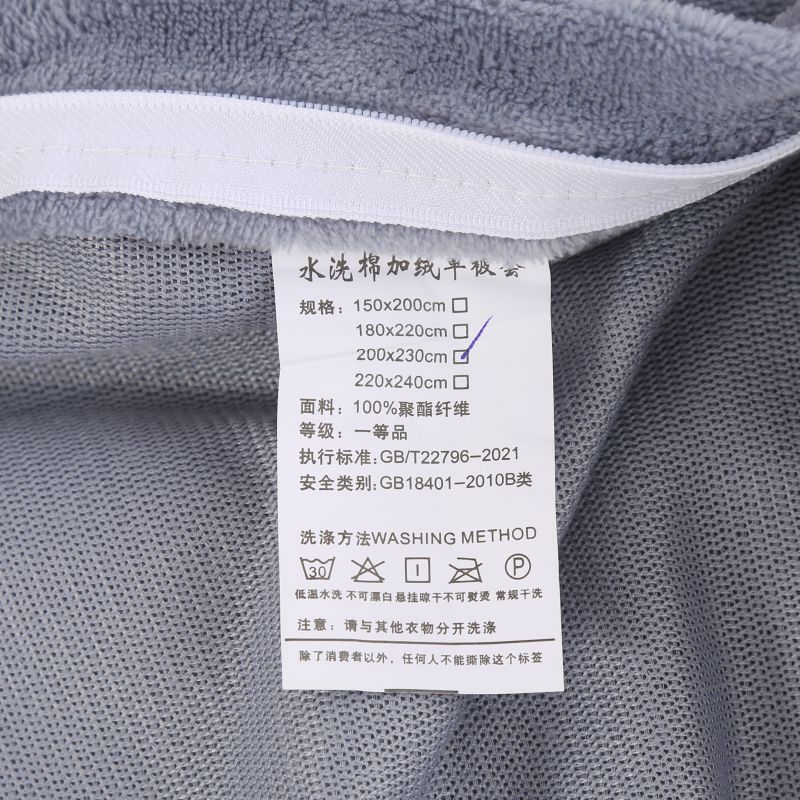 水洗棉加绒单被套
规格：150x200cm
180x220cm
200x230cm
220x240cm
面料：100%聚酯纤维
等级：一等品
执行标准:GB/T22796-2021
安全类别:GB18401-2010B类
洗涤方法WASHING METHOD
30 P
低温水洗 不可漂白 悬挂晾干 不可熨烫 常规干洗
注意：请与其他衣物分开洗涤
除了消费者以外，任何人不能撕除这个标签